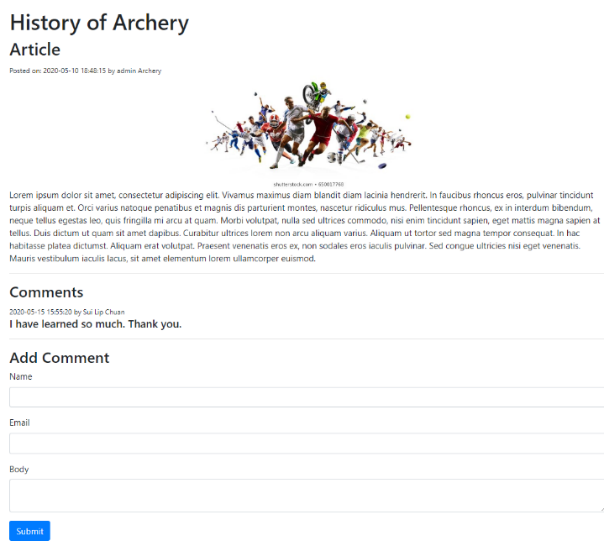 History of Archery
Article
Posted on: 2020-05-10 18:48:15 by admin Archery
shutterstock.com • 650017760
Lorem ipsum dolor sit amet, consectetur adipiscing elit. Vivamus maximus diam blandit diam lacinia hendrerit. In faucibus rhoncus eros, pulvinar tincidunt
turpis aliquam et. Orci varius natoque penatibus et magnis dis parturient montes, nascetur ridiculus mus. Pellentesque rhoncus, ex in interdum bibendum,
neque tellus egestas leo, quis fringilla mi arcu at quam. Morbi volutpat, nulla sed ultrices commodo, nisi enim tincidunt sapien, eget mattis magna sapien at
tellus. Duis dictum ut quam sit amet dapibus. Curabitur ultrices lorem non arcu aliquam varius. Aliquam ut tortor sed magna tempor consequat. In hac
habitasse platea dictumst. Aliquam erat volutpat. Praesent venenatis eros ex, non sodales eros iaculis pulvinar. Sed congue ultricies nisi eget venenatis.
Mauris vestibulum iaculis lacus, sit amet elementum lorem ullamcorper euismod.
Comments
2020-05-15 15:55:20 by Sui Lip Chuan
I have learned so much. Thank you.
Add Comment
Name
Email
Body
Submit